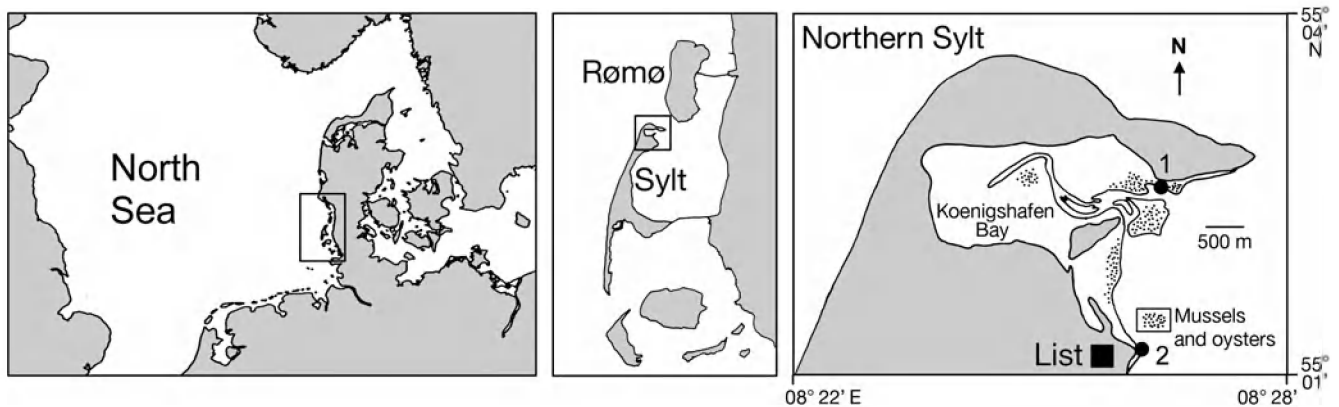 North
Sea
Rømø
Sylt
Northern Sylt
N
1
Koenigshafen
Bay
500 m
Mussels
and oysters
List
2
55°
04'
N
55°
01'
08° 22' E
08° 28'